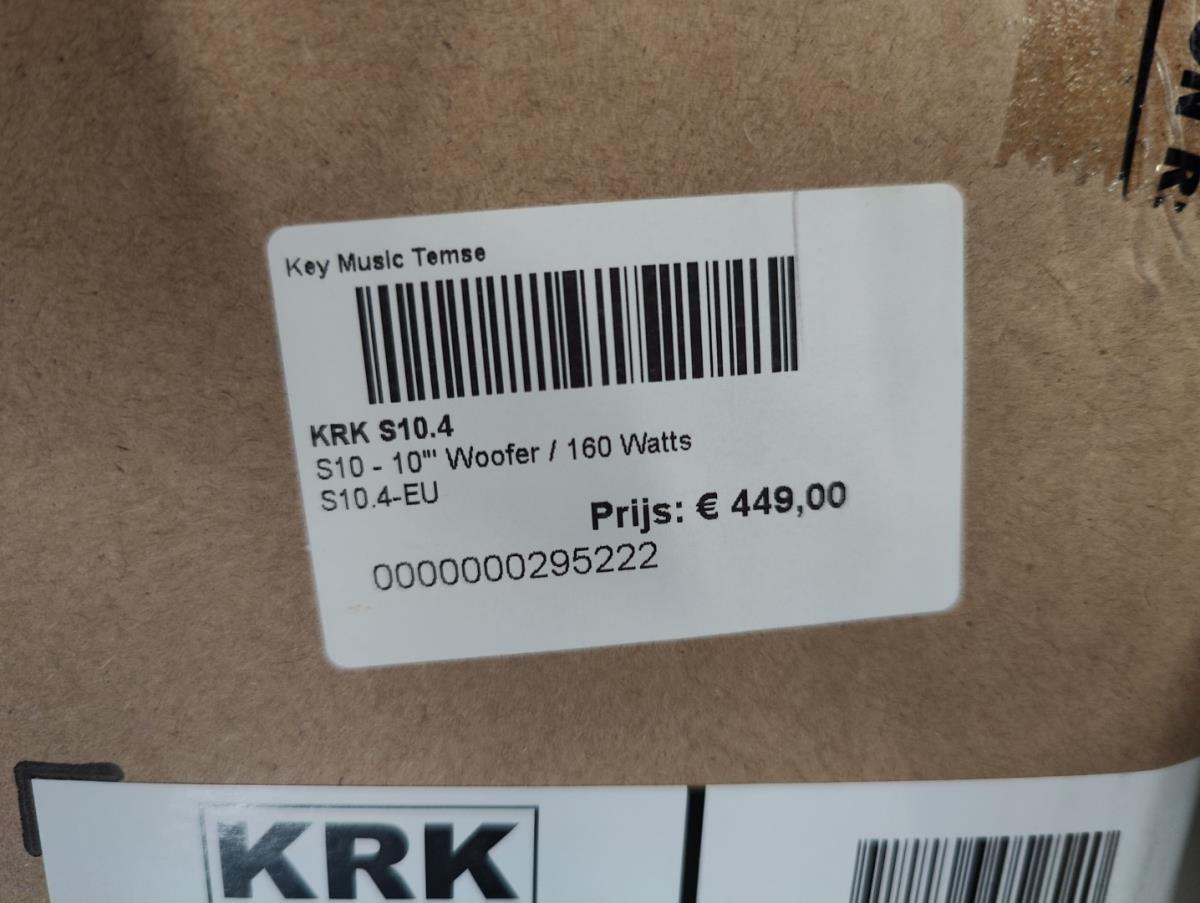 Key Music Temse
KRK S10.4
S10 - 10"' Woofer / 160 Watts
S10.4-EU
Prijs: € 449,00
0000000295222
KRK